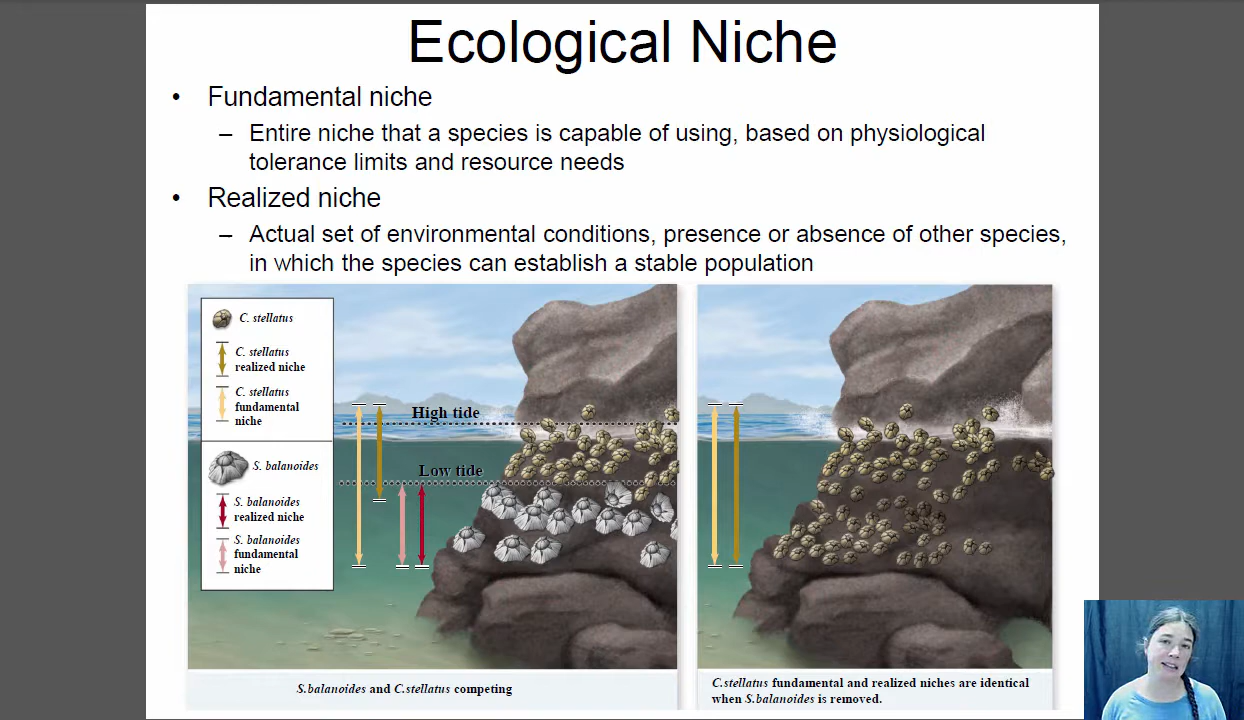 Ecological Niche
• Fundamental niche
– Entire niche that a species is capable of using, based on physiological
tolerance limits and resource needs
• Realized niche
– Actual set of environmental conditions, presence or absence of other species,
in which the species can establish a stable population
C. stellatus
C. stellatus
realized niche
C. stellatus
fundamental
niche
S. balanoides
S. balanoides
realized niche
S. balanoides
fundamental
niche
High tide
Low tide
S.balanoides and C.stellatus competing
C.stellatus fundamental and realized niches are identical
when S.balanoides is removed.